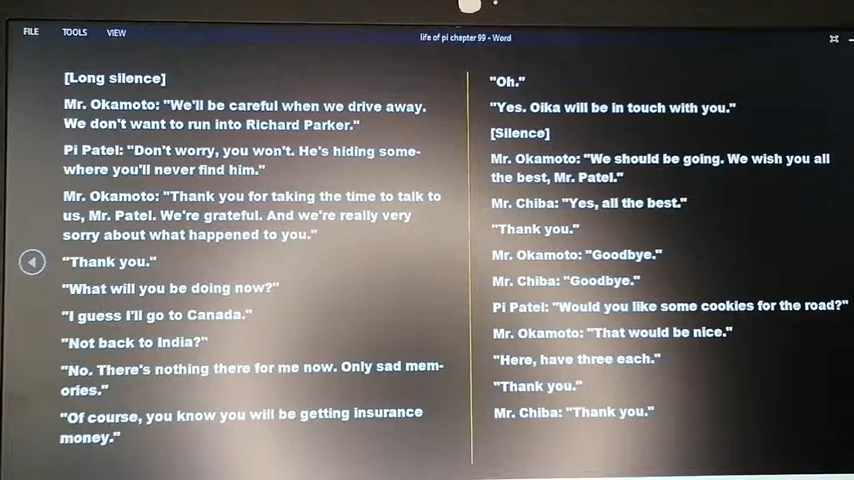 FILE TOOLS VIEW
life of pi chapter 99 - Word
[Long silence]
Mr. Okamoto: "We'll be careful when we drive away.
We don't want to run into Richard Parker."
Pi Patel: "Don't worry, you won't. He's hiding some-
where you'll never find him."
Mr. Okamoto: "Thank you for taking the time to talk to
us, Mr. Patel. We're grateful. And we're really very
sorry about what happened to you."
"Thank you."
"What will you be doing now?"
"I guess I'll go to Canada."
"Not back to India?"
"No. There's nothing there for me now. Only sad mem-
ories."
"Of course, you know you will be getting insurance
money."
"Oh."
"Yes. Oika will be in touch with you."
[Silence]
Mr. Okamoto: "We should be going. We wish you all
the best, Mr. Patel."
Mr. Chiba: "Yes, all the best."
"Thank you."
Mr. Okamoto: "Goodbye."
Mr. Chiba: "Goodbye."
Pi Patel: "Would you like some cookies for the road?"
Mr. Okamoto: "That would be nice."
"Here, have three each."
"Thank you."
Mr. Chiba: "Thank you."